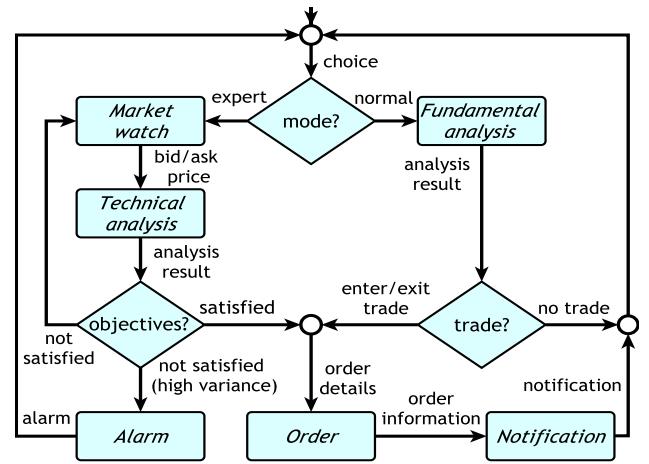 choice
expert
normal
Market
watch
mode?
Fundamental
analysis
bid/ask
price
analysis
result
Technical
analysis
analysis
result
enter/exit
trade
satisfied
no trade
objectives?
trade?
not
satisfied
not satisfied
(high variance)
order
details
notification
order
information
alarm
Alarm
Order
Notification